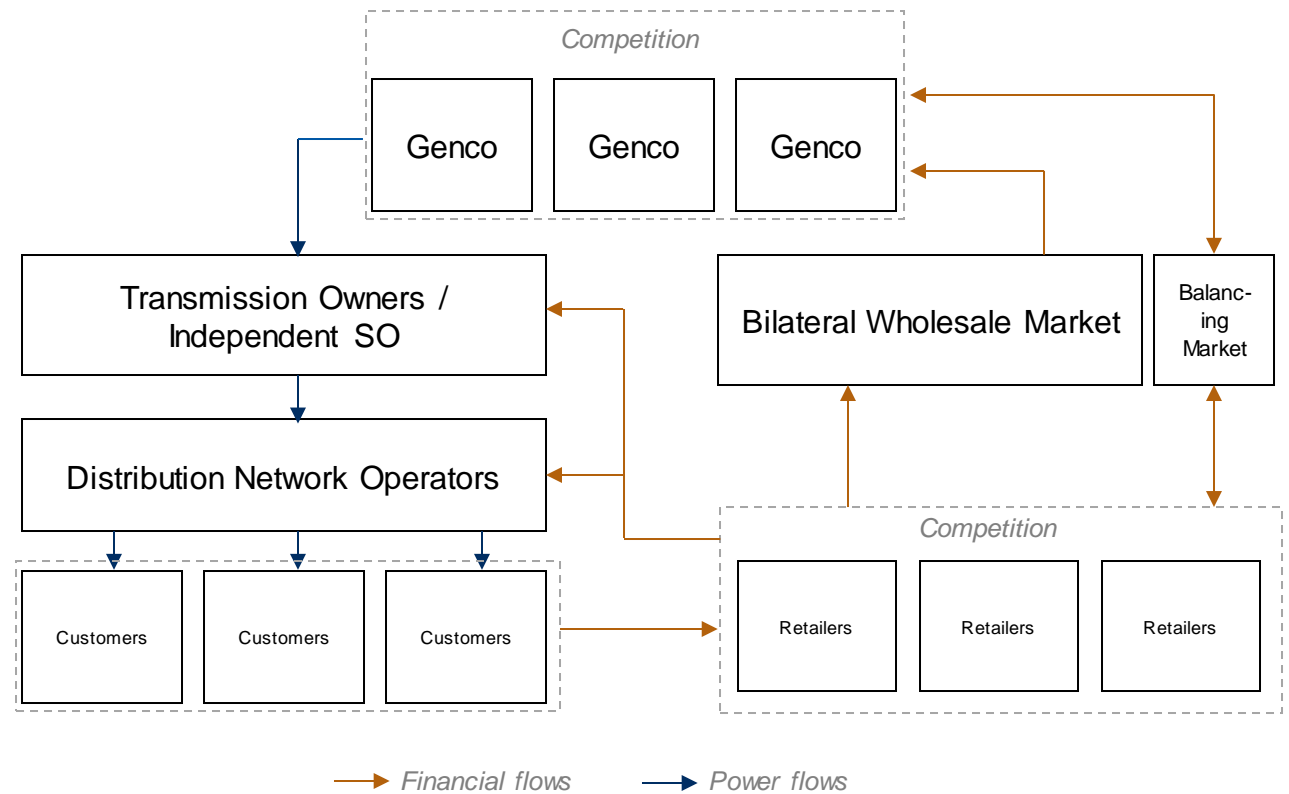 Competition
Genco
Genco
Genco
Transmission Owners /
Independent SO
Bilateral Wholesale Market
Balanc-
ing
Market
Distribution Network Operators
Competition
Customers
Customers
Customers
Retailers
Retailers
Retailers
Financial flows
Power flows